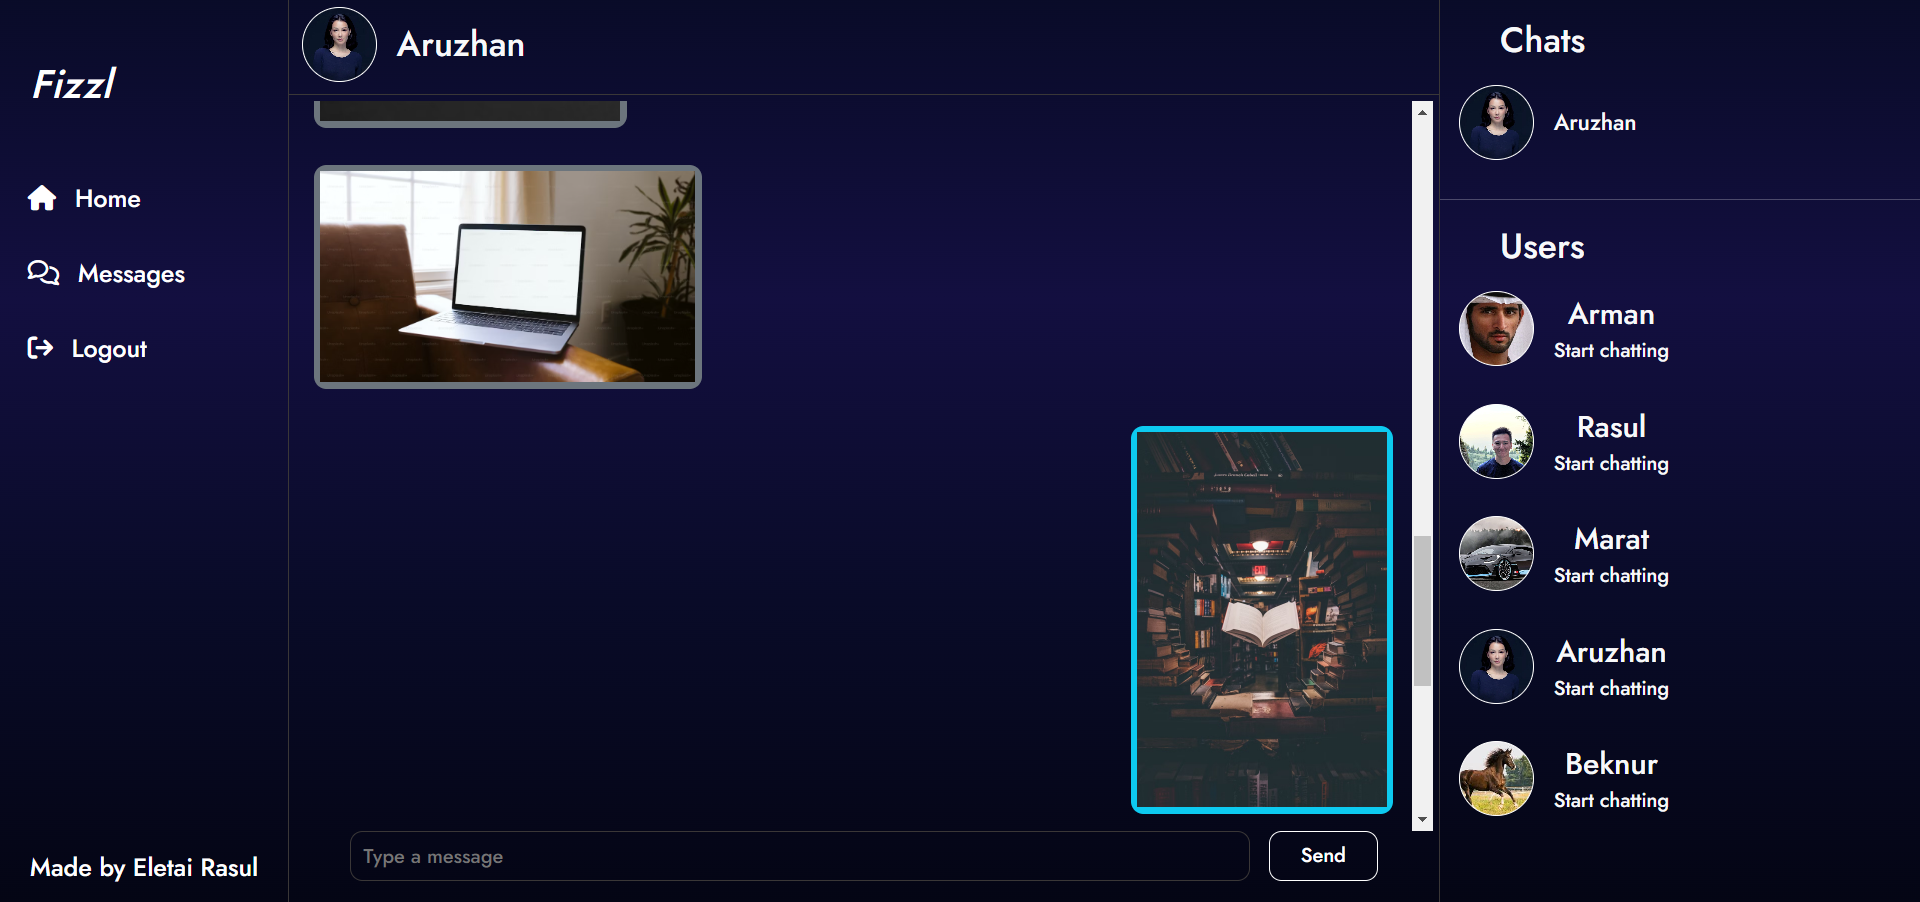 Fizzl
Home
Messages
Logout
Made by Eletai Rasul
Aruzhan
Type a message
Send
Chats
Aruzhan
Users
Arman
Start chatting
Rasul
Start chatting
Marat
Start chatting
Aruzhan
Start chatting
Beknur
Start chatting